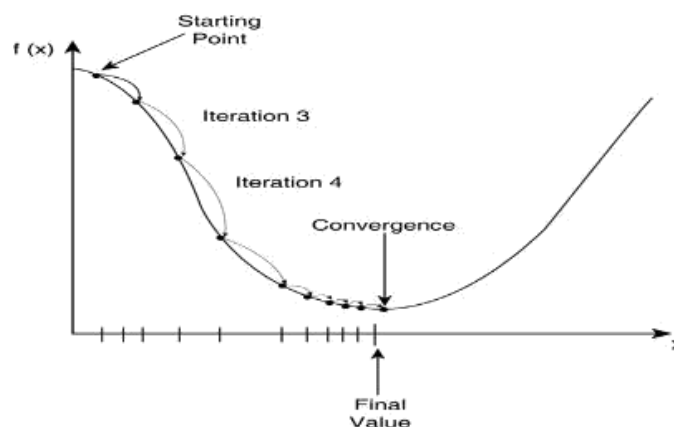 Starting
Point
f (x)
Iteration 3
Iteration 4
Convergence
x
Final
Value